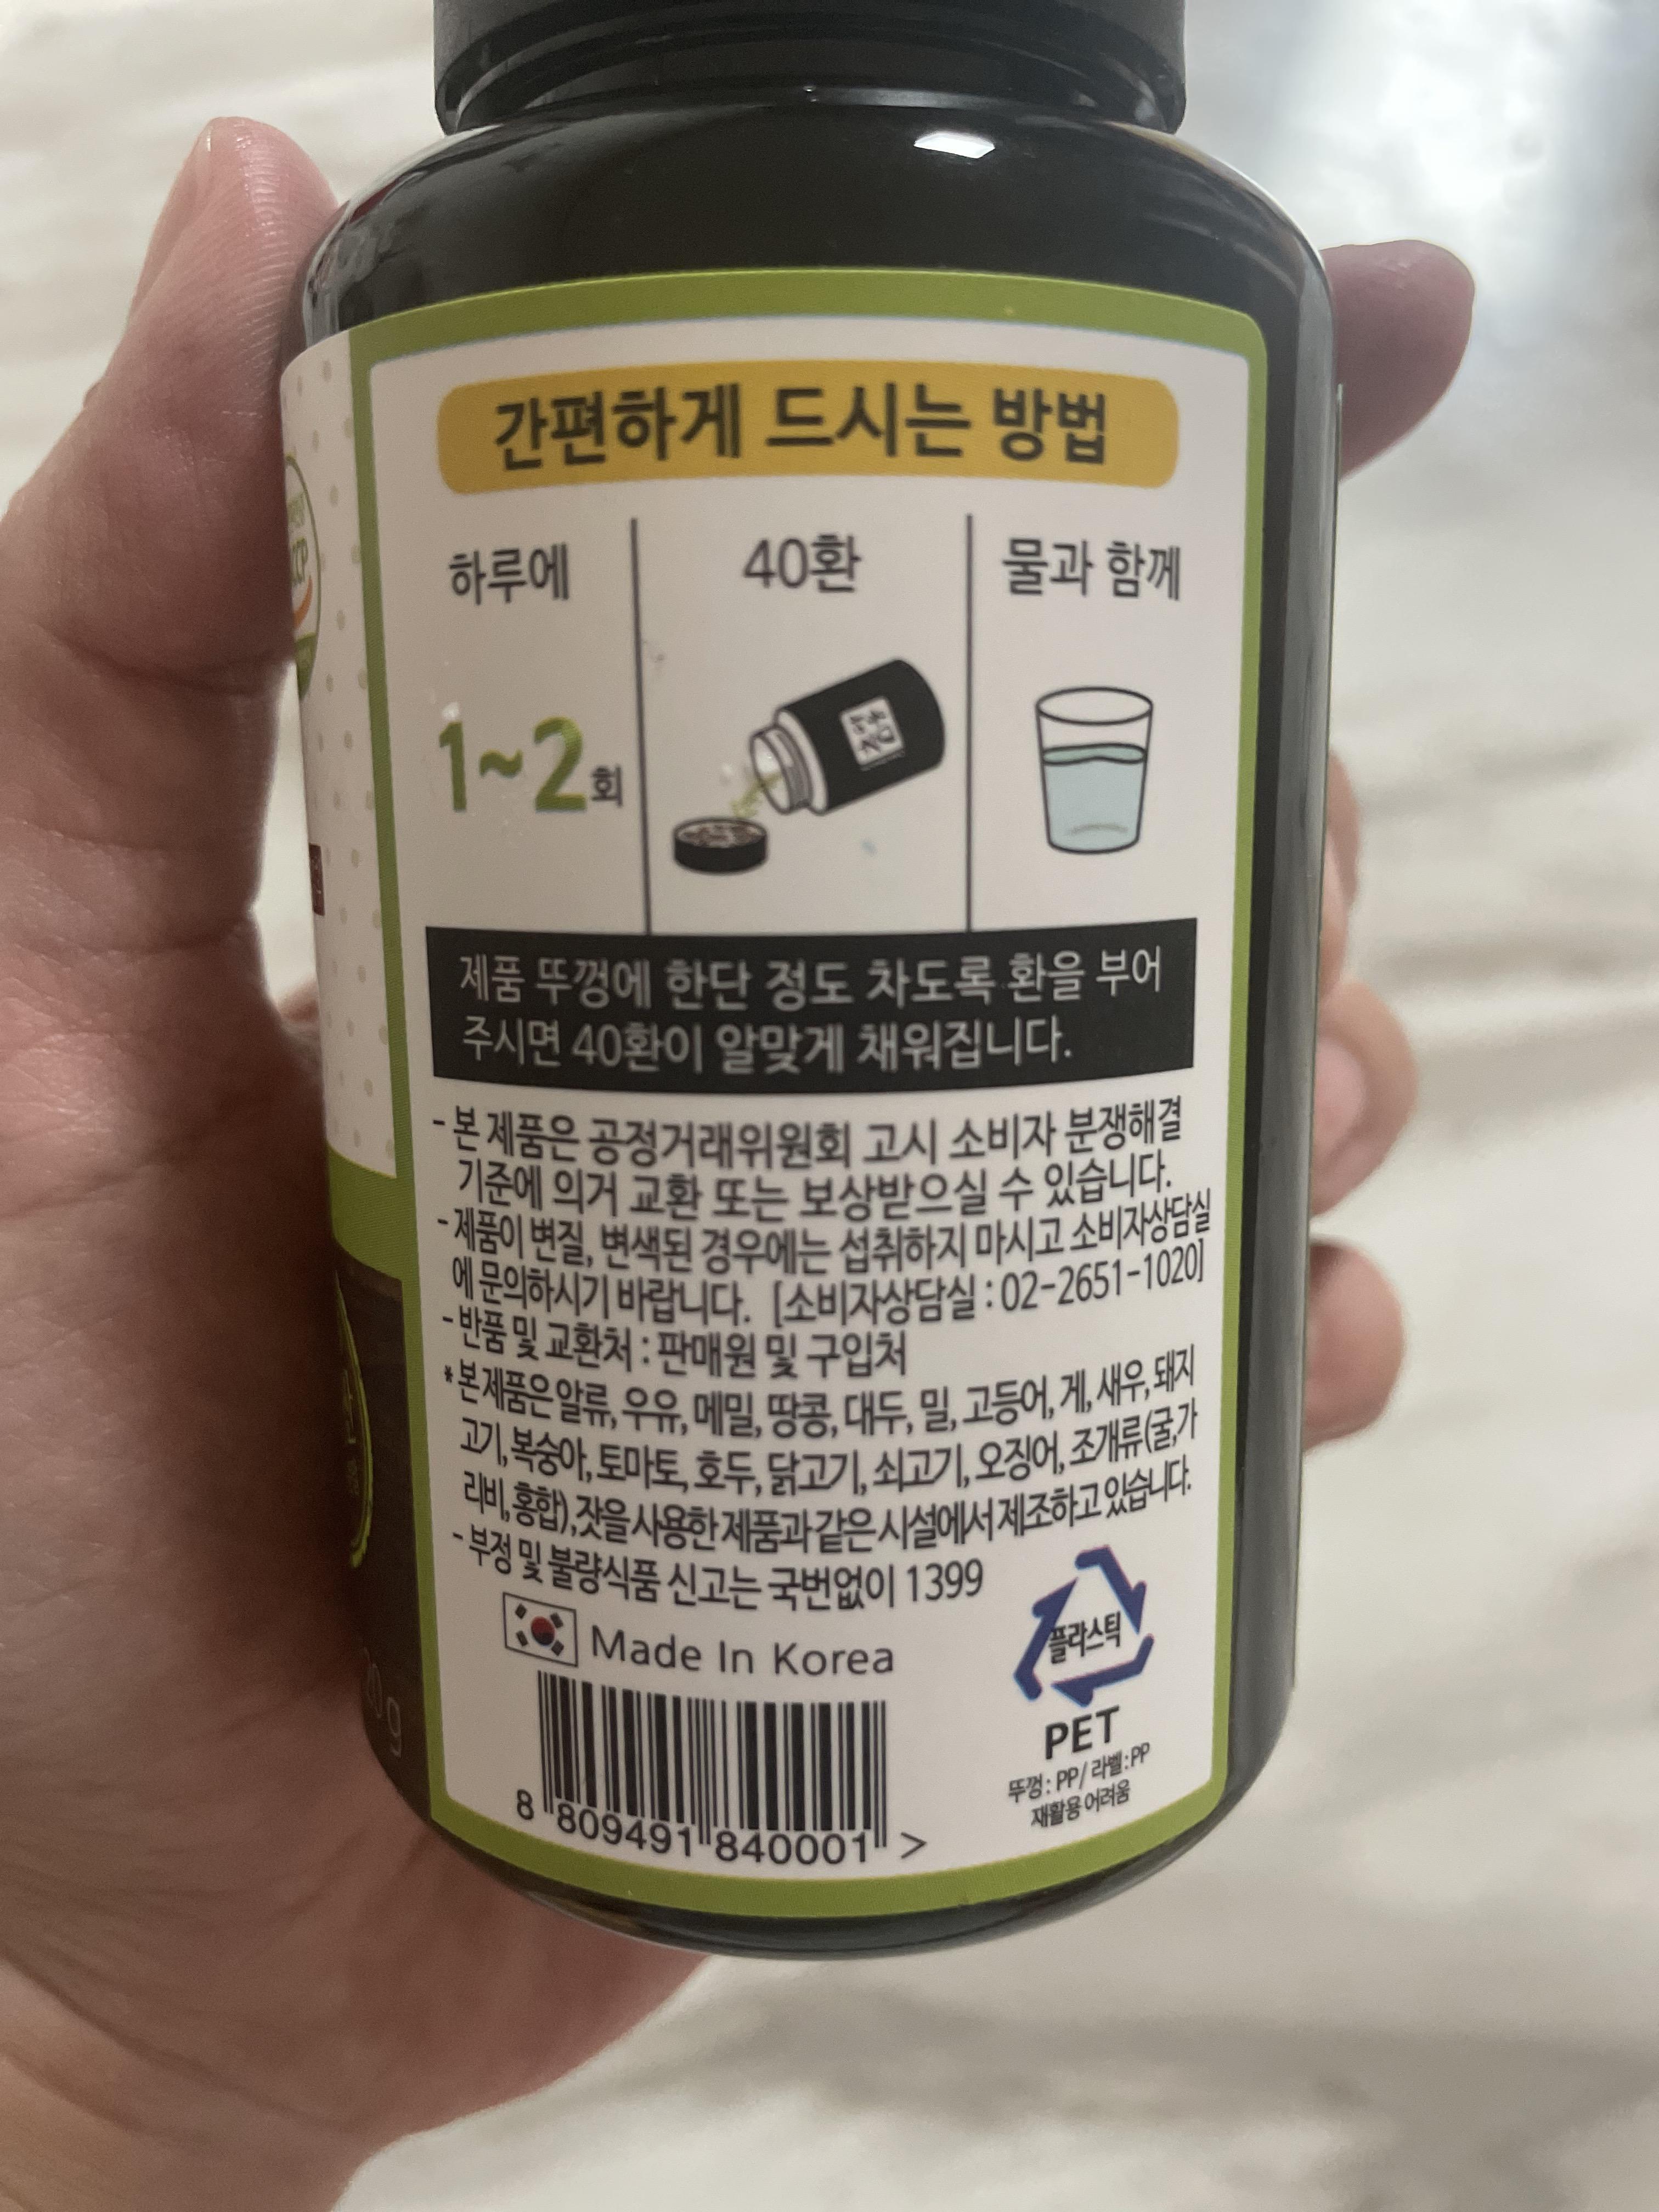 간편하게 드시는 방법
하루에
1~2회
40환
물과 함께
제품 뚜껑에 한단 정도 차도록 환을 부어
주시면 40환이 알맞게 채워집니다.
- 본 제품은 공정거래위원회 고시 소비자 분쟁해결
기준에 의거 교환 또는 보상받으실 수 있습니다.
- 제품이 변질, 변색된 경우에는 섭취하지 마시고 소비자상담실
에 문의하시기 바랍니다. [소비자상담실 : 02-2651-1020]
- 반품 및 교환처 : 판매원 및 구입처
* 본 제품은 알류, 우유, 메밀, 땅콩, 대두, 밀, 고등어, 게, 새우, 돼지
고기, 복숭아, 토마토, 호두, 닭고기, 쇠고기, 오징어, 조개류(굴,가
리비,홍합),잣을 사용한 제품과 같은 시설에서 제조하고 있습니다.
- 부정 및 불량식품 신고는 국번없이 1399
Made In Korea
8 809491 840001 >
플라스틱
PET
뚜껑 : PP / 라벨 : PP
재활용 어려움